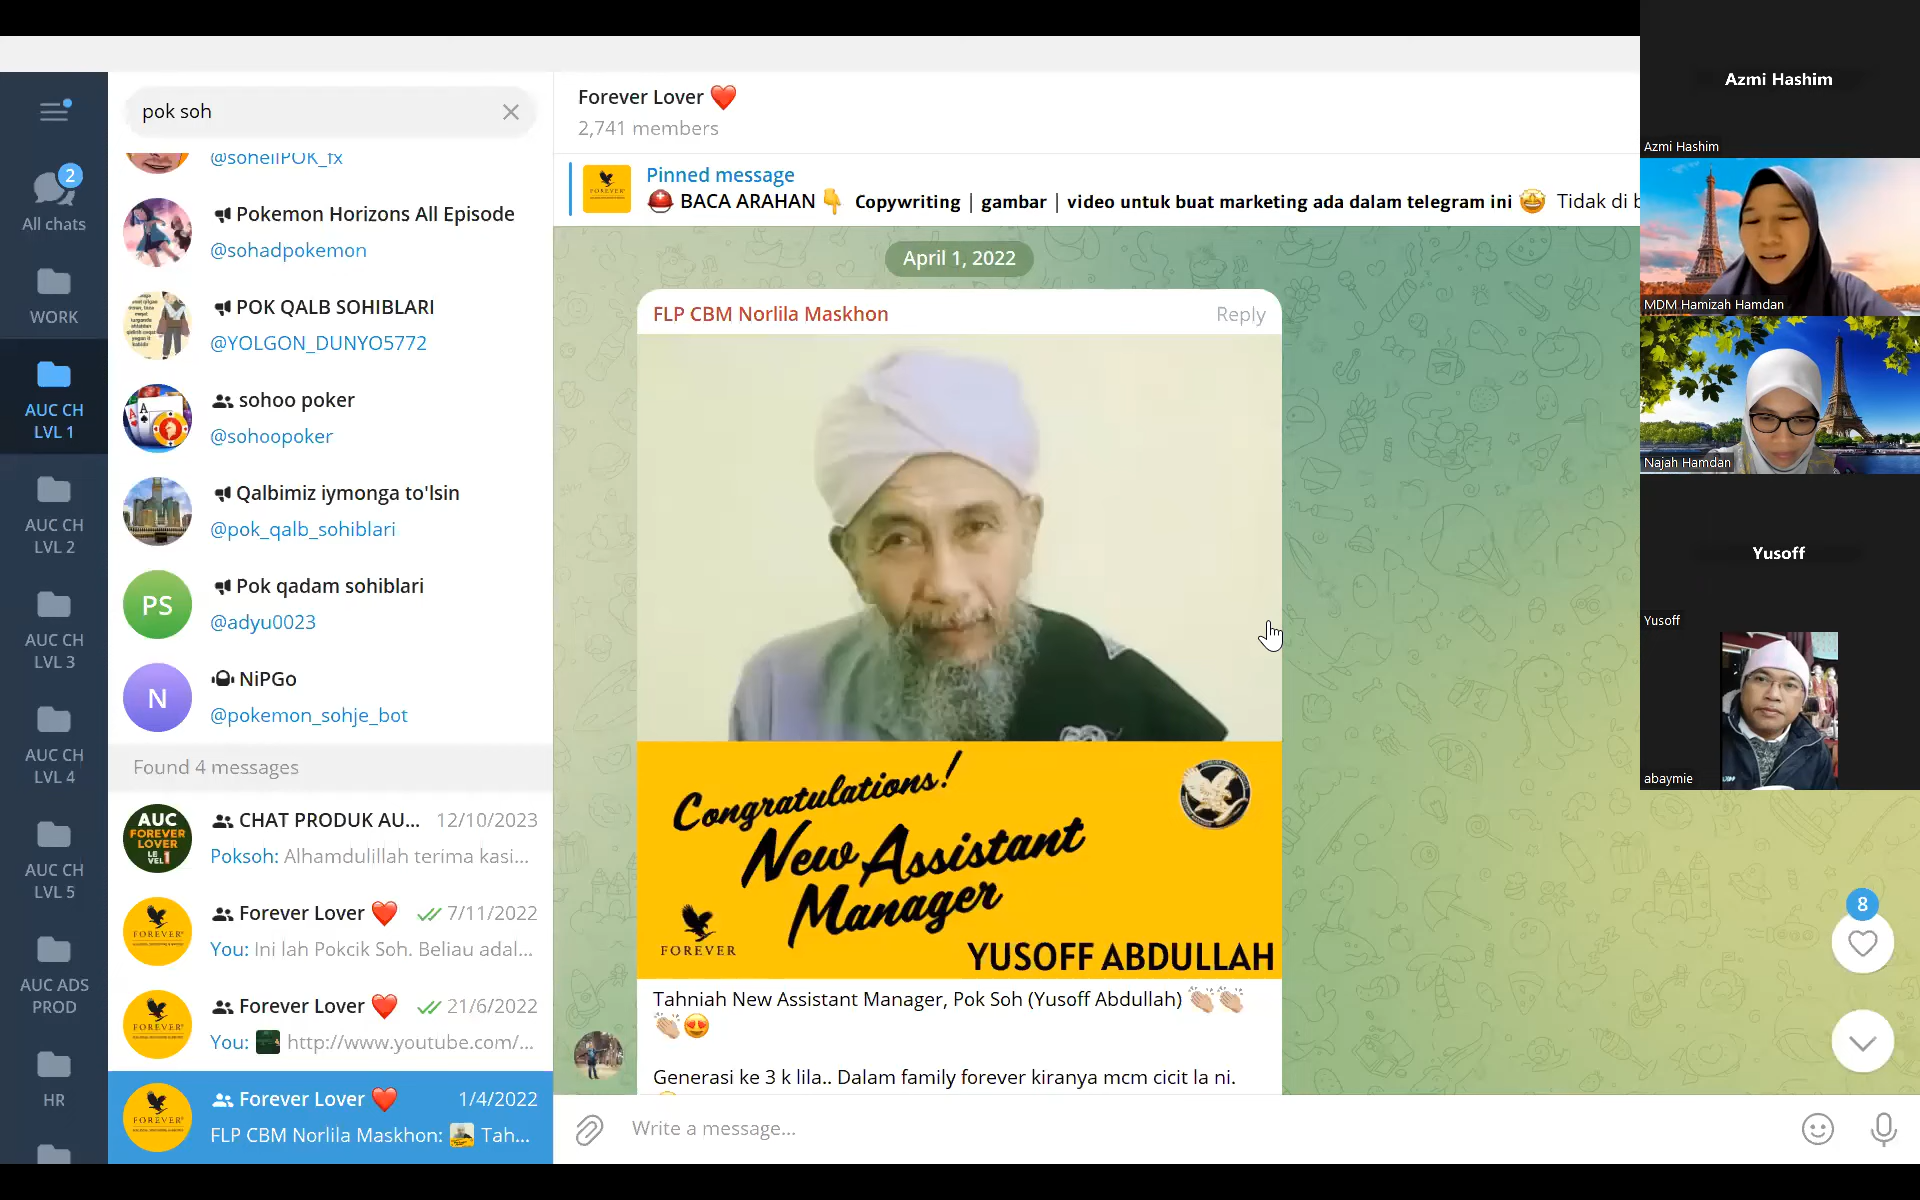 pok soh
@soheilPOK_fx
Pokemon Horizons All Episode
@sohadpokemon
POK QALB SOHIBLARI
@YOLGON_DUNYO5772
sohoo poker
@sohoopoker
Qalbimiz iymonga to'lsin
@pok_qalb_sohiblari
PS
Pok qadam sohiblari
@adyu0023
N
NiPGo
@pokemon_sohje_bot
Found 4 messages
AUC
FOREVER
LOVER
LEVEL 1
CHAT PRODUK AU... 12/10/2023
Poksoh: Alhamdulillah terima kasi...
Forever Lover ❤️ 7/11/2022
You: Ini lah Pokcik Soh. Beliau adal...
Forever Lover ❤️ 21/6/2022
You: http://www.youtube.com/...
Forever Lover ❤️ 1/4/2022
FLP CBM Norlila Maskhon: Tah...
2
All chats
WORK
AUC CH
LVL 1
AUC CH
LVL 2
AUC CH
LVL 3
AUC CH
LVL 4
AUC CH
LVL 5
AUC ADS
PROD
HR
Forever Lover ❤️
2,741 members
FOREVER
Pinned message
⛑️ BACA ARAHAN 👇 Copywriting | gambar | video untuk buat marketing ada dalam telegram ini 🤩 Tidak di b
April 1, 2022
FLP CBM Norlila Maskhon Reply
Congratulations!
New Assistant
Manager
FOREVER
YUSOFF ABDULLAH
Tahniah New Assistant Manager, Pok Soh (Yusoff Abdullah) 👏🏼👏🏼
👏🏼😍
Generasi ke 3 k lila.. Dalam family forever kiranya mcm cicit la ni.
8
Write a message...
Azmi Hashim
Azmi Hashim
MDM Hamizah Hamdan
Najah Hamdan
Yusoff
Yusoff
abaymie